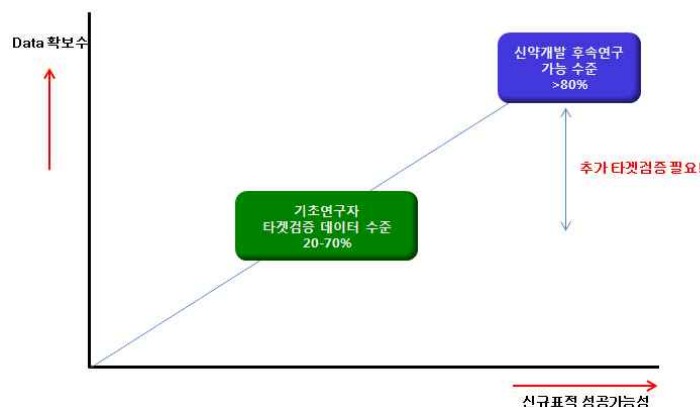 Data 확보수
신약개발 후속연구
가능 수준
>80%
추가 타겟검증 필요!
기초연구자
타겟검증 데이터 수준
20-70%
신규표적 성공가능성